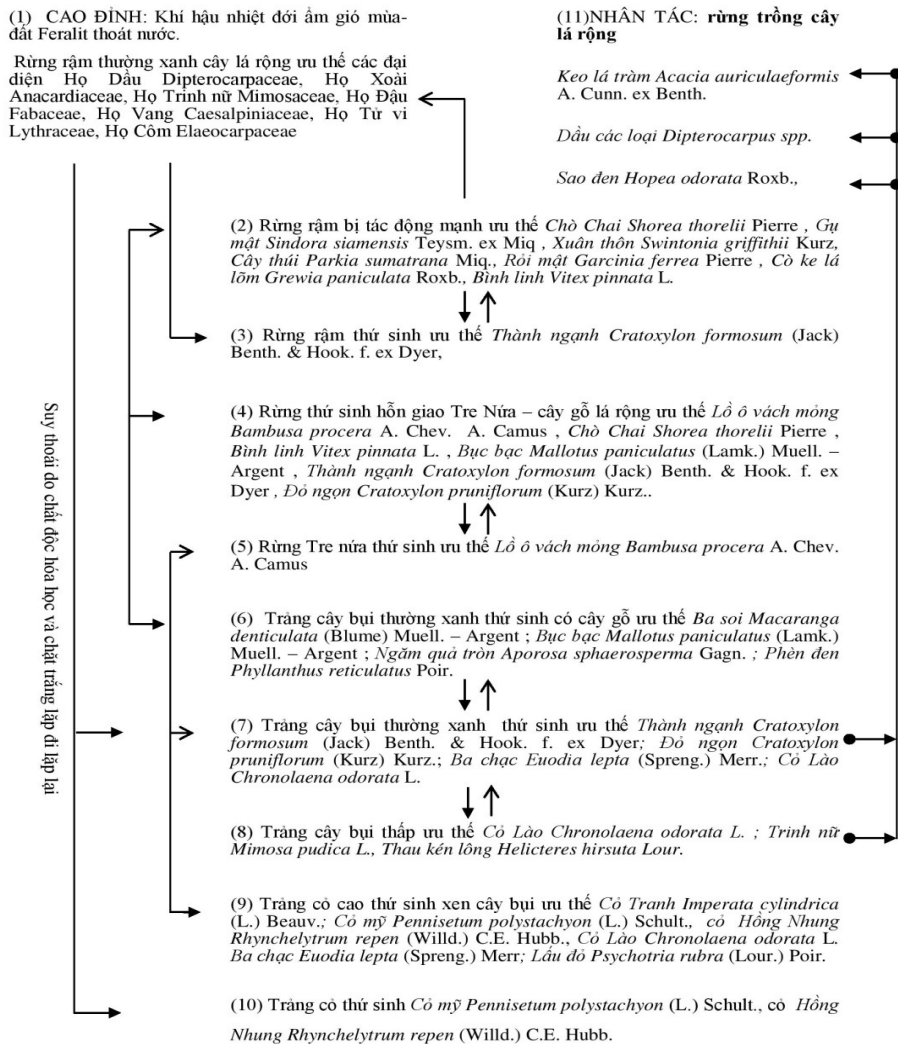 (1) CAO ĐỈNH: Khí hậu nhiệt đới ẩm gió mùa-
đất Feralit thoát nước.
Rừng rậm thường xanh cây lá rộng ưu thế các đại
diện Họ Dầu Dipterocarpaceae, Họ Xoài
Anacardiaceae, Họ Trinh nữ Mimosaceae, Họ Đậu
Fabaceae, Họ Vang Caesalpiniaceae, Họ Tử vi
Lythraceae, Họ Côm Elaeocarpaceae
(11)NHÂN TÁC: rừng trồng cây
lá rộng
Keo lá tràm Acacia auriculaeformis
A. Cunn. ex Benth.
Dầu các loại Dipterocarpus spp.
Sao đen Hopea odorata Roxb.,
(2) Rừng rậm bị tác động mạnh ưu thế Chò Chai Shorea thorelii Pierre , Gụ
mật Sindora siamensis Teysm. ex Miq , Xuân thôn Swintonia griffithii Kurz,
Cây thúi Parkia sumatrana Miq., Rỏi mật Garcinia ferrea Pierre , Cò ke lá
lõm Grewia paniculata Roxb., Bình linh Vitex pinnata L.
(3) Rừng rậm thứ sinh ưu thế Thành ngạnh Cratoxylon formosum (Jack)
Benth. & Hook. f. ex Dyer,
(4) Rừng thứ sinh hỗn giao Tre Nứa – cây gỗ lá rộng ưu thế Lồ ô vách mỏng
Bambusa procera A. Chev. A. Camus , Chò Chai Shorea thorelii Pierre ,
Bình linh Vitex pinnata L. , Bục bạc Mallotus paniculatus (Lamk.) Muell. –
Argent , Thành ngạnh Cratoxylon formosum (Jack) Benth. & Hook. f. ex
Dyer , Đỏ ngọn Cratoxylon pruniflorum (Kurz) Kurz..
(5) Rừng Tre nứa thứ sinh ưu thế Lồ ô vách mỏng Bambusa procera A. Chev.
A. Camus
(6) Trảng cây bụi thường xanh thứ sinh có cây gỗ ưu thế Ba soi Macaranga
denticulata (Blume) Muell. – Argent ; Bục bạc Mallotus paniculatus (Lamk.)
Muell. – Argent ; Ngăm quả tròn Aporosa sphaerosperma Gagn. ; Phèn đen
Phyllanthus reticulatus Poir.
(7) Trảng cây bụi thường xanh thứ sinh ưu thế Thành ngạnh Cratoxylon
formosum (Jack) Benth. & Hook. f. ex Dyer; Đỏ ngọn Cratoxylon
pruniflorum (Kurz) Kurz.; Ba chạc Euodia lepta (Spreng.) Merr.; Cỏ Lào
Chronolaena odorata L.
(8) Trảng cây bụi thấp ưu thế Cỏ Lào Chronolaena odorata L. ; Trinh nữ
Mimosa pudica L., Thau kén lông Helicteres hirsuta Lour.
(9) Trảng cỏ cao thứ sinh xen cây bụi ưu thế Cỏ Tranh Imperata cylindrica
(L.) Beauv.; Cỏ mỹ Pennisetum polystachyon (L.) Schult., cỏ Hồng Nhung
Rhynchelytrum repen (Willd.) C.E. Hubb., Cỏ Lào Chronolaena odorata L.
Ba chạc Euodia lepta (Spreng.) Merr; Lấu đỏ Psychotria rubra (Lour.) Poir.
(10) Trảng cỏ thứ sinh Cỏ mỹ Pennisetum polystachyon (L.) Schult., cỏ Hồng
Nhung Rhynchelytrum repen (Willd.) C.E. Hubb.
Suy thoái do chất độc hóa học và chặt trắng lặp đi lặp lại